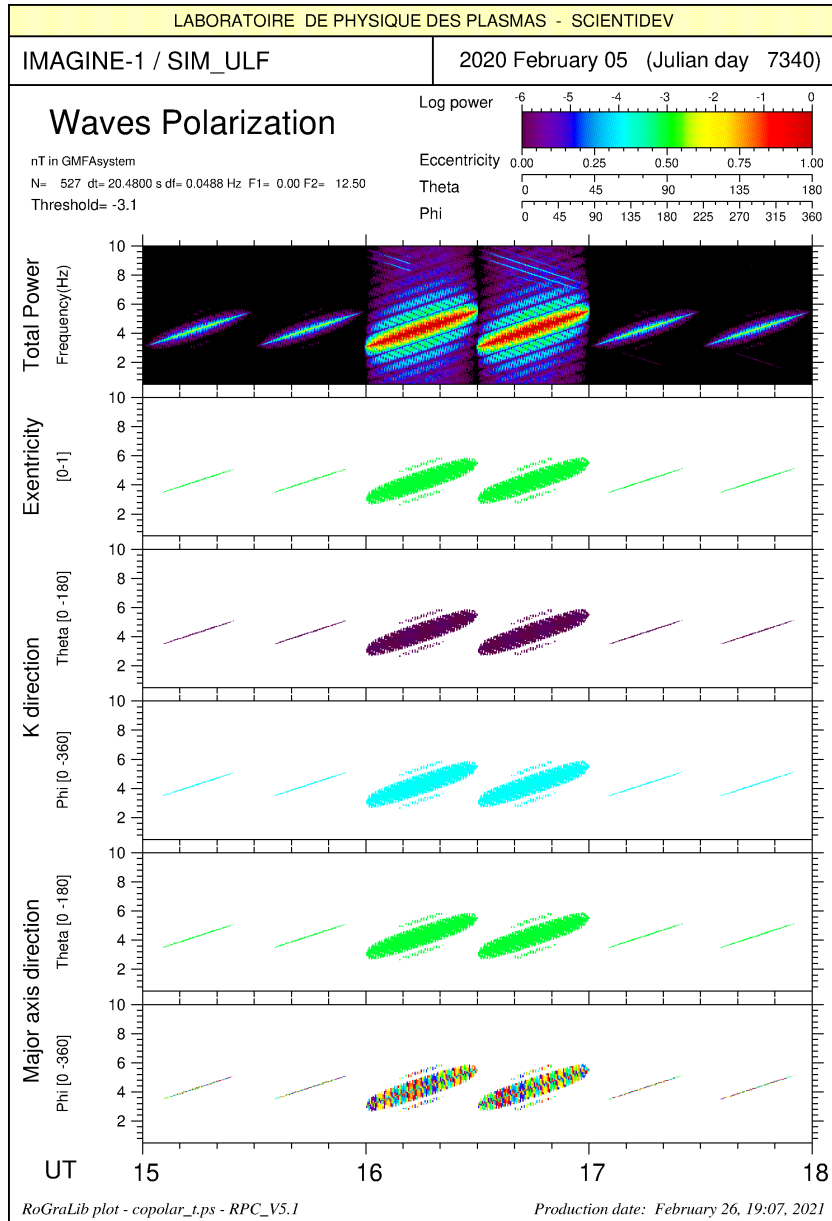 LABORATOIRE DE PHYSIQUE DES PLASMAS - SCIENTIDEV
IMAGINE-1 / SIM_ULF
2020 February 05 (Julian day 7340)
Waves Polarization
nT in GMFAsystem
N= 527 dt= 20.4800 s df= 0.0488 Hz F1= 0.00 F2= 12.50
Threshold= -3.1
Log power
-6 -5 -4 -3 -2 -1 0
Eccentricity
0.00 0.25 0.50 0.75 1.00
Theta
0 45 90 135 180
Phi
0 45 90 135 180 225 270 315 360
Total Power
Frequency(Hz)
10
8
6
4
2
Exentricity
[0-1]
10
8
6
4
2
K direction
Theta [0 -180]
10
8
6
4
2
Phi [0 -360]
10
8
6
4
2
Major axis direction
Theta [0 -180]
10
8
6
4
2
Phi [0 -360]
10
8
6
4
2
UT
15 16 17 18
RoGraLib plot - copolar_t.ps - RPC_V5.1
Production date: February 26, 19:07, 2021